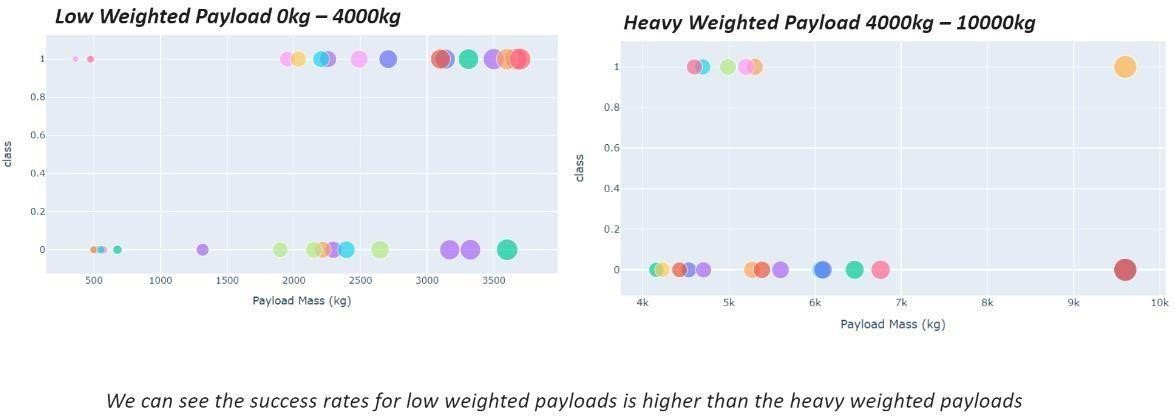 Low Weighted Payload 0kg – 4000kg
1
0.8
0.6
0.4
0.2
0
class
500
1000
1500
2000
2500
3000
3500
Payload Mass (kg)
Heavy Weighted Payload 4000kg – 10000kg
1
0.8
0.6
0.4
0.2
0
class
4k
5k
6k
7k
8k
9k
10k
Payload Mass (kg)
We can see the success rates for low weighted payloads is higher than the heavy weighted payloads